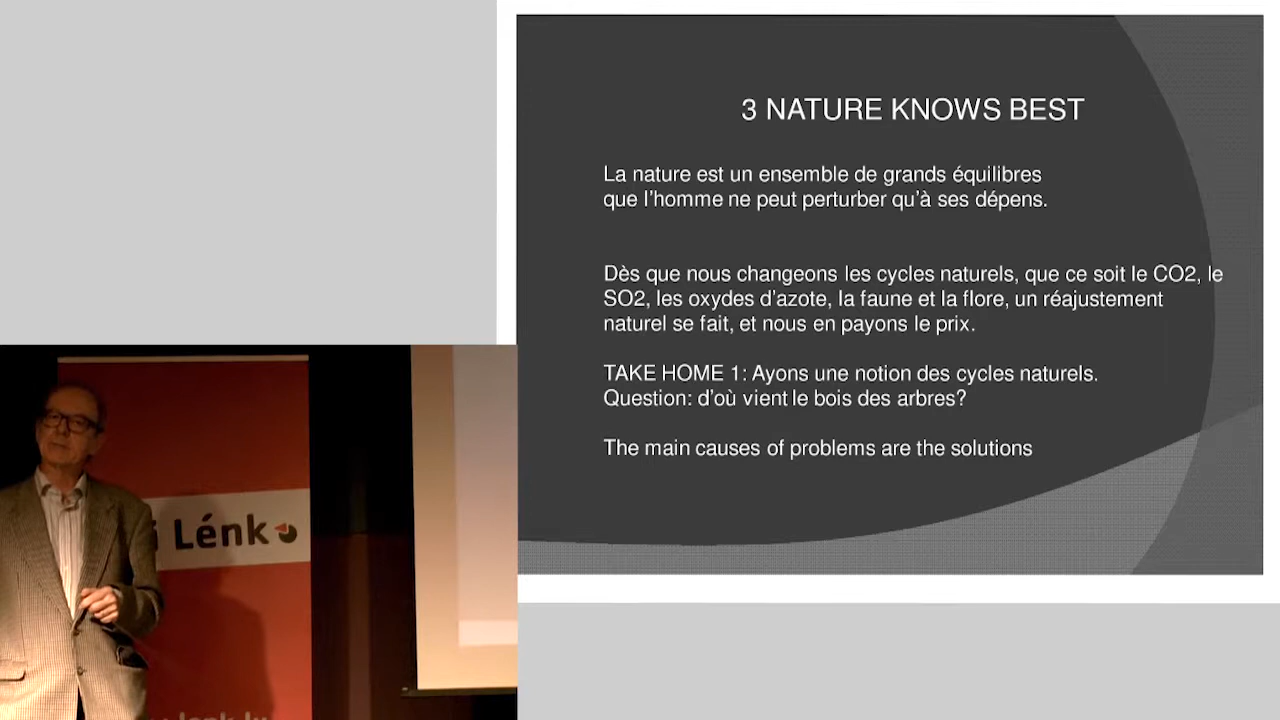 3 NATURE KNOWS BEST
La nature est un ensemble de grands équilibres
que l'homme ne peut perturber qu'à ses dépens.
Dès que nous changeons les cycles naturels, que ce soit le CO2, le
SO2, les oxydes d'azote, la faune et la flore, un réajustement
naturel se fait, et nous en payons le prix.
TAKE HOME 1: Ayons une notion des cycles naturels.
Question: d'où vient le bois des arbres?
The main causes of problems are the solutions
Lénk